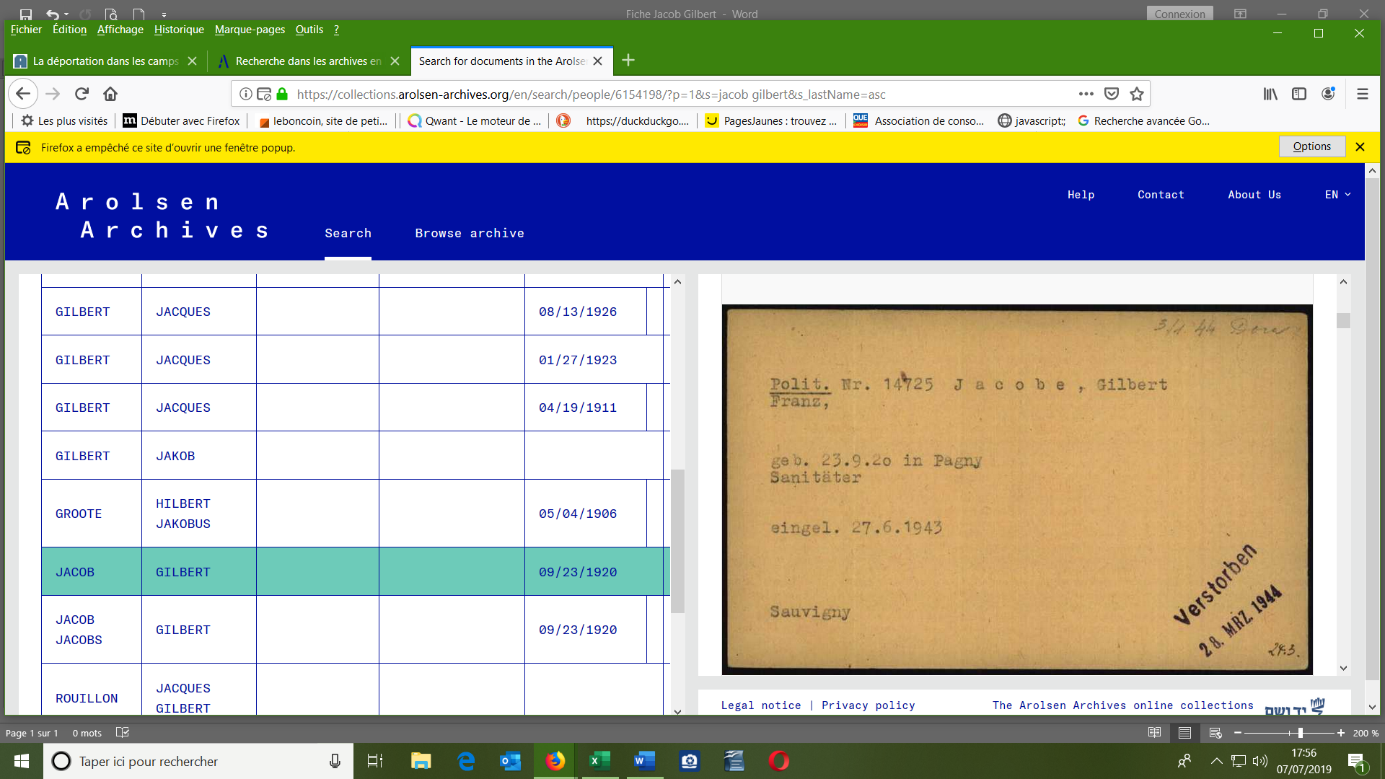 Fiche Jacob Gilbert - Word
Connexion
Fichier Édition Affichage Historique Marque-pages Outils ?
La déportation dans les camps
Recherche dans les archives en
Search for documents in the Arolse
https://collections.arolsen-archives.org/en/search/people/6154198/?p=1&s=jacob gilbert&s_lastName=asc
Les plus visités
Débuter avec Firefox
leboncoin, site de peti...
Qwant - Le moteur de ...
https://duckduckgo....
PagesJaunes : trouvez ...
Association de conso...
javascript:;
Recherche avancée Go...
Firefox a empêché ce site d'ouvrir une fenêtre popup.
Options
Arolsen
Archives
Search
Browse archive
Help
Contact
About Us
EN
GILBERT JACQUES 08/13/1926
GILBERT JACQUES 01/27/1923
GILBERT JACQUES 04/19/1911
GILBERT JAKOB
GROOTE HILBERT JAKOBUS 05/04/1906
JACOB GILBERT 09/23/1920
JACOB JACOBS GILBERT 09/23/1920
ROUILLON JACQUES GILBERT
3/1 44 Dora
Polit. Nr. 14725 J a c o b e , Gilbert
Franz,
geb. 23.9.2o in Pagny
Sanitäter
eingel. 27.6.1943
Sauvigny
Verstorben
28. MRZ. 1944
Legal notice | Privacy policy
The Arolsen Archives online collections
Page 1 sur 1 0 mots
200 %
Taper ici pour rechercher
17:56
07/07/2019
1